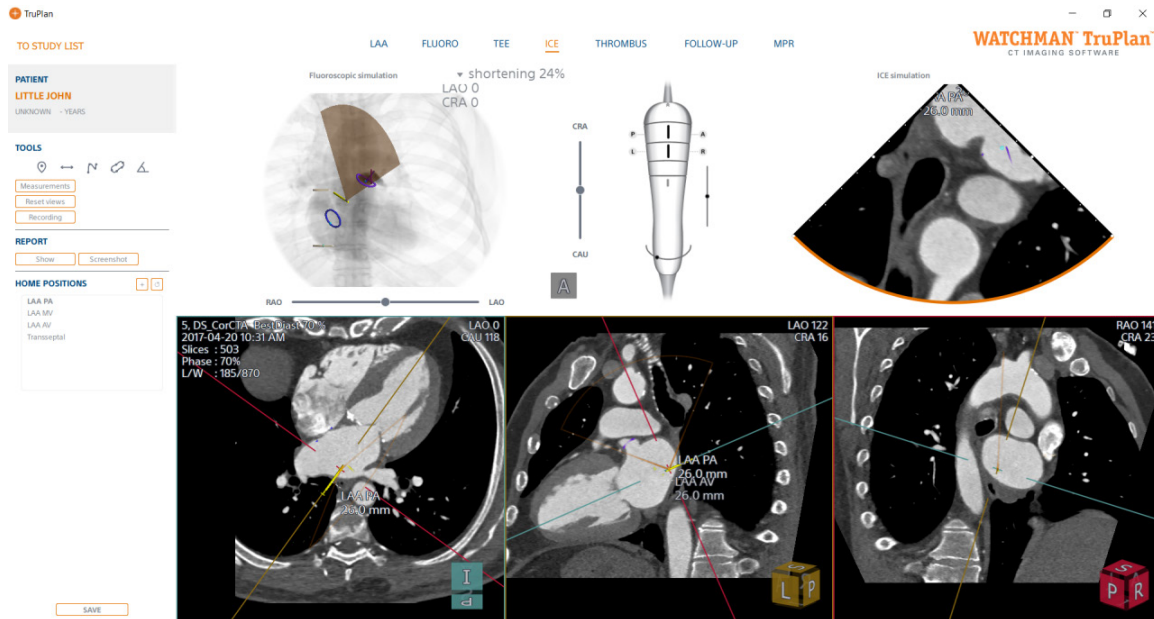 TruPlan
TO STUDY LIST
LAA FLUORO TEE ICE THROMBUS FOLLOW-UP MPR
WATCHMAN™ TruPlan™
CT IMAGING SOFTWARE
PATIENT
LITTLE JOHN
UNKNOWN - YEARS
TOOLS
Measurements
Reset views
Recording
REPORT
Show Screenshot
HOME POSITIONS
LAA PA
LAA MV
LAA AV
Transseptal
SAVE
Fluoroscopic simulation
shortening 24%
LAO 0
CRA 0
CRA
CAU
RAO LAO
A
P A
L R
ICE simulation
26.0 mm
5, DS_CorCTA_BestDiast 70 %
2017-04-20 10:31 AM
Slices : 503
Phase : 70%
L/W : 185/870
LAO 0
CAU 118
LAA PA
26.0 mm
I
P
LAO 122
CRA 16
LAA PA
26.0 mm
LAA AV
26.0 mm
S
L P
RAO 141
CRA 23
S
P R